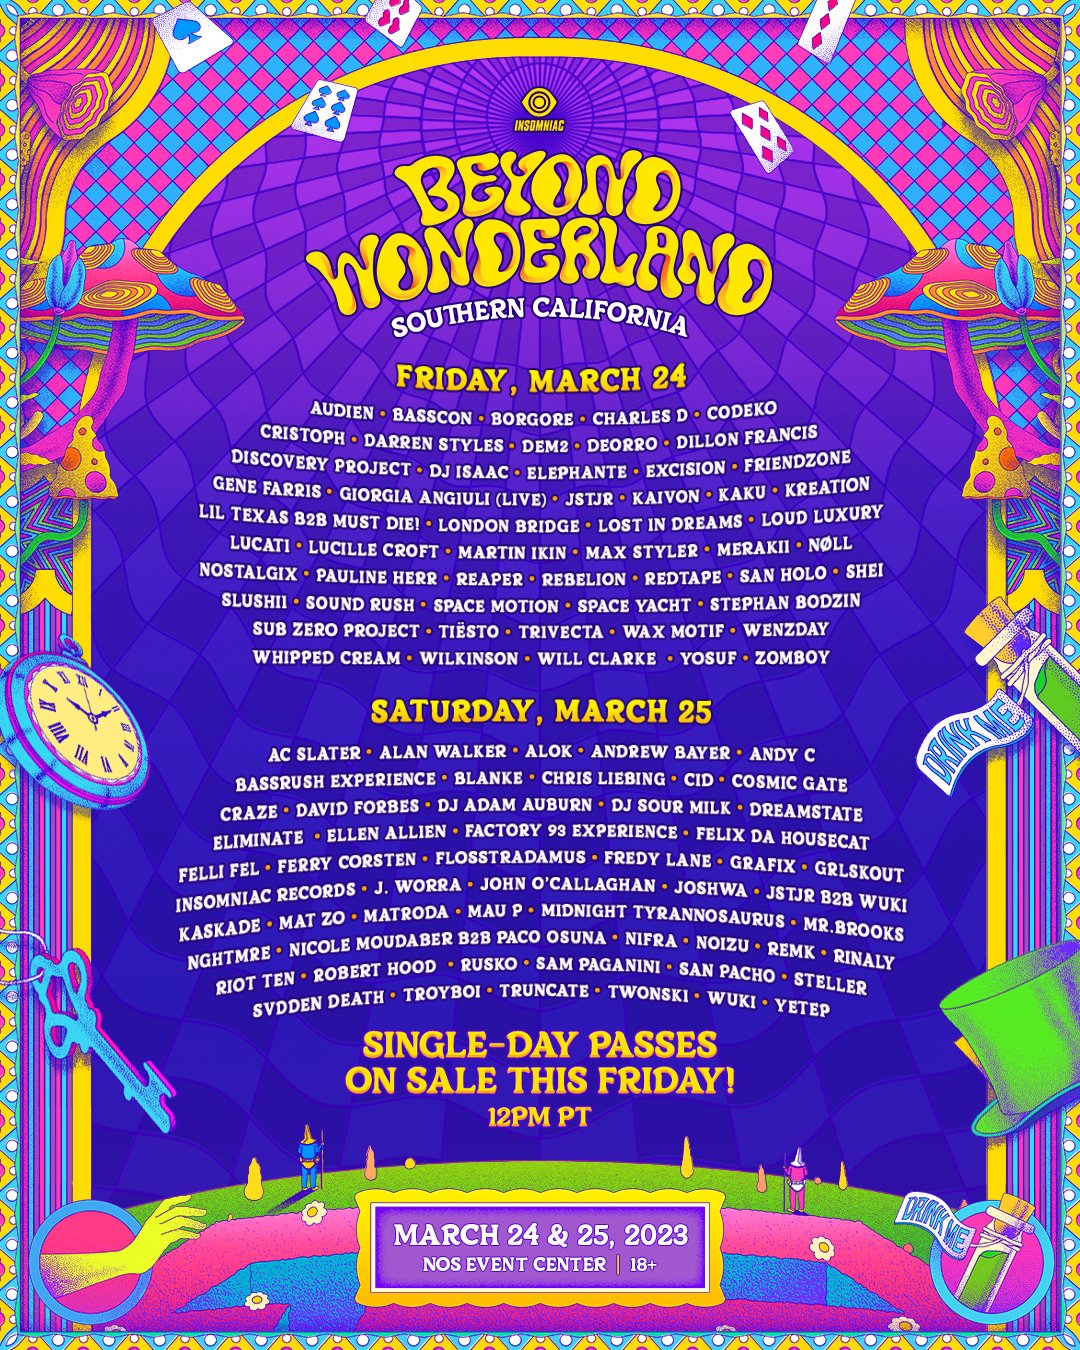 INSOMNIAC
BEYOND
WONDERLAND
SOUTHERN CALIFORNIA
FRIDAY, MARCH 24
AUDIEN • BASSCON • BORGORE • CHARLES D • CODEKO
CRISTOPH • DARREN STYLES • DEM2 • DEORRO • DILLON FRANCIS
DISCOVERY PROJECT • DJ ISAAC • ELEPHANTE • EXCISION • FRIENDZONE
GENE FARRIS • GIORGIA ANGIULI (LIVE) • JSTJR • KAIVON • KAKU • KREATION
LIL TEXAS B2B MUST DIE! • LONDON BRIDGE • LOST IN DREAMS • LOUD LUXURY
LUCATI • LUCILLE CROFT • MARTIN IKIN • MAX STYLER • MERAKII • NØLL
NOSTALGIX • PAULINE HERR • REAPER • REBELION • REDTAPE • SAN HOLO • SHEI
SLUSHII • SOUND RUSH • SPACE MOTION • SPACE YACHT • STEPHAN BODZIN
SUB ZERO PROJECT • TIËSTO • TRIVECTA • WAX MOTIF • WENZDAY
WHIPPED CREAM • WILKINSON • WILL CLARKE • YOSUF • ZOMBOY
SATURDAY, MARCH 25
AC SLATER • ALAN WALKER • ALOK • ANDREW BAYER • ANDY C
BASSRUSH EXPERIENCE • BLANKE • CHRIS LIEBING • CID • COSMIC GATE
CRAZE • DAVID FORBES • DJ ADAM AUBURN • DJ SOUR MILK • DREAMSTATE
ELIMINATE • ELLEN ALLIEN • FACTORY 93 EXPERIENCE • FELIX DA HOUSECAT
FELLI FEL • FERRY CORSTEN • FLOSSTRADAMUS • FREDY LANE • GRAFIX • GRLSKOUT
INSOMNIAC RECORDS • J. WORRA • JOHN O'CALLAGHAN • JOSHWA • JSTJR B2B WUKI
KASKADE • MAT ZO • MATRODA • MAU P • MIDNIGHT TYRANNOSAURUS • MR.BROOKS
NGHTMRE • NICOLE MOUDABER B2B PACO OSUNA • NIFRA • NOIZU • REMK • RINALY
RIOT TEN • ROBERT HOOD • RUSKO • SAM PAGANINI • SAN PACHO • STELLER
SVDDEN DEATH • TROYBOI • TRUNCATE • TWONSKI • WUKI • YETEP
SINGLE-DAY PASSES
ON SALE THIS FRIDAY!
12PM PT
MARCH 24 & 25, 2023
NOS EVENT CENTER | 18+
DRINK ME
DRINK ME